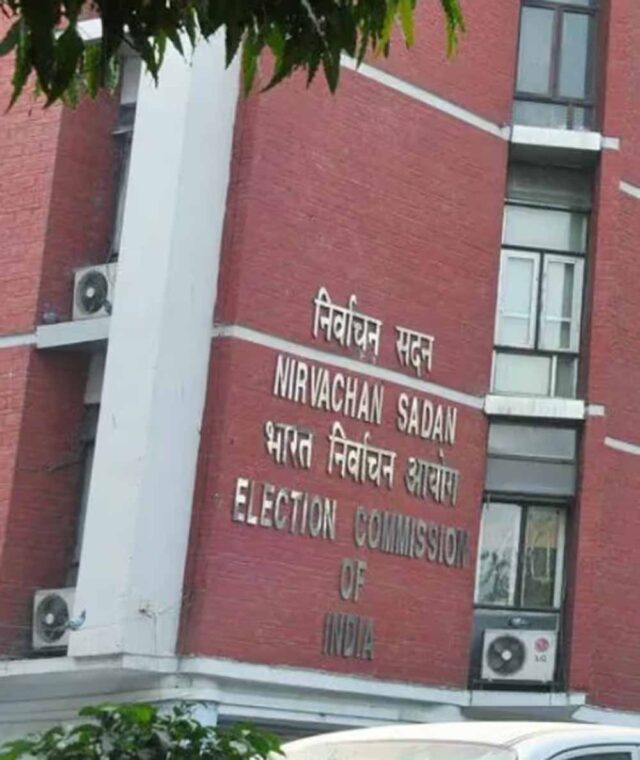 निर्वाचन सदन
NIRVACHAN SADAN
भारत निर्वाचन आयोग
ELECTION COMMISSION
OF
INDIA
LG